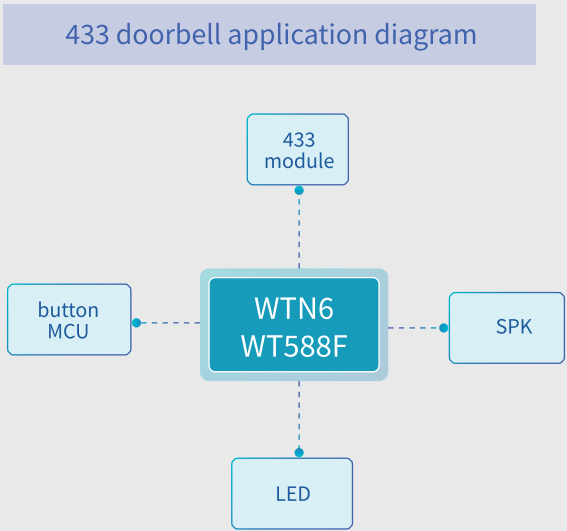 433 doorbell application diagram
433
module
button
MCU
WTN6
WT588F
SPK
LED